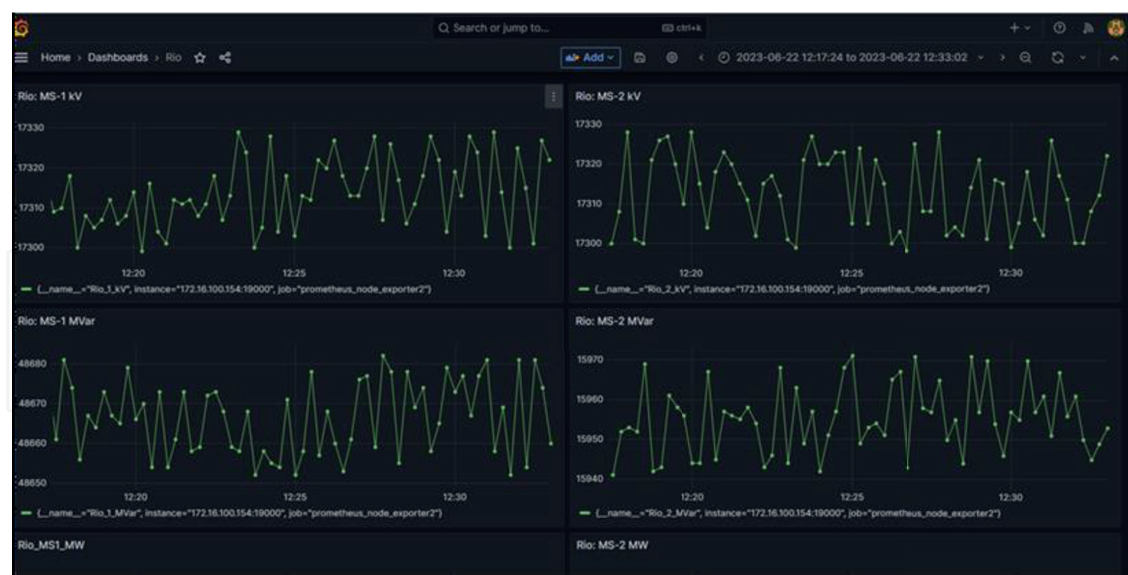 Search or jump to... ctrl+k
Home › Dashboards › Rio Add 2023-06-22 12:17:24 to 2023-06-22 12:33:02
Rio: MS-1 kV
17330
17320
17310
17300
12:20 12:25 12:30
{__name__="Rio_1_kV", instance="172.16.100.154:19000", job="prometheus_node_exporter2"}
Rio: MS-2 kV
17330
17320
17310
17300
12:20 12:25 12:30
{__name__="Rio_2_kV", instance="172.16.100.154:19000", job="prometheus_node_exporter2"}
Rio: MS-1 MVar
48680
48670
48660
48650
12:20 12:25 12:30
{__name__="Rio_1_MVar", instance="172.16.100.154:19000", job="prometheus_node_exporter2"}
Rio: MS-2 MVar
15970
15960
15950
15940
12:20 12:25 12:30
{__name__="Rio_2_MVar", instance="172.16.100.154:19000", job="prometheus_node_exporter2"}
Rio_MS1_MW
Rio: MS-2 MW